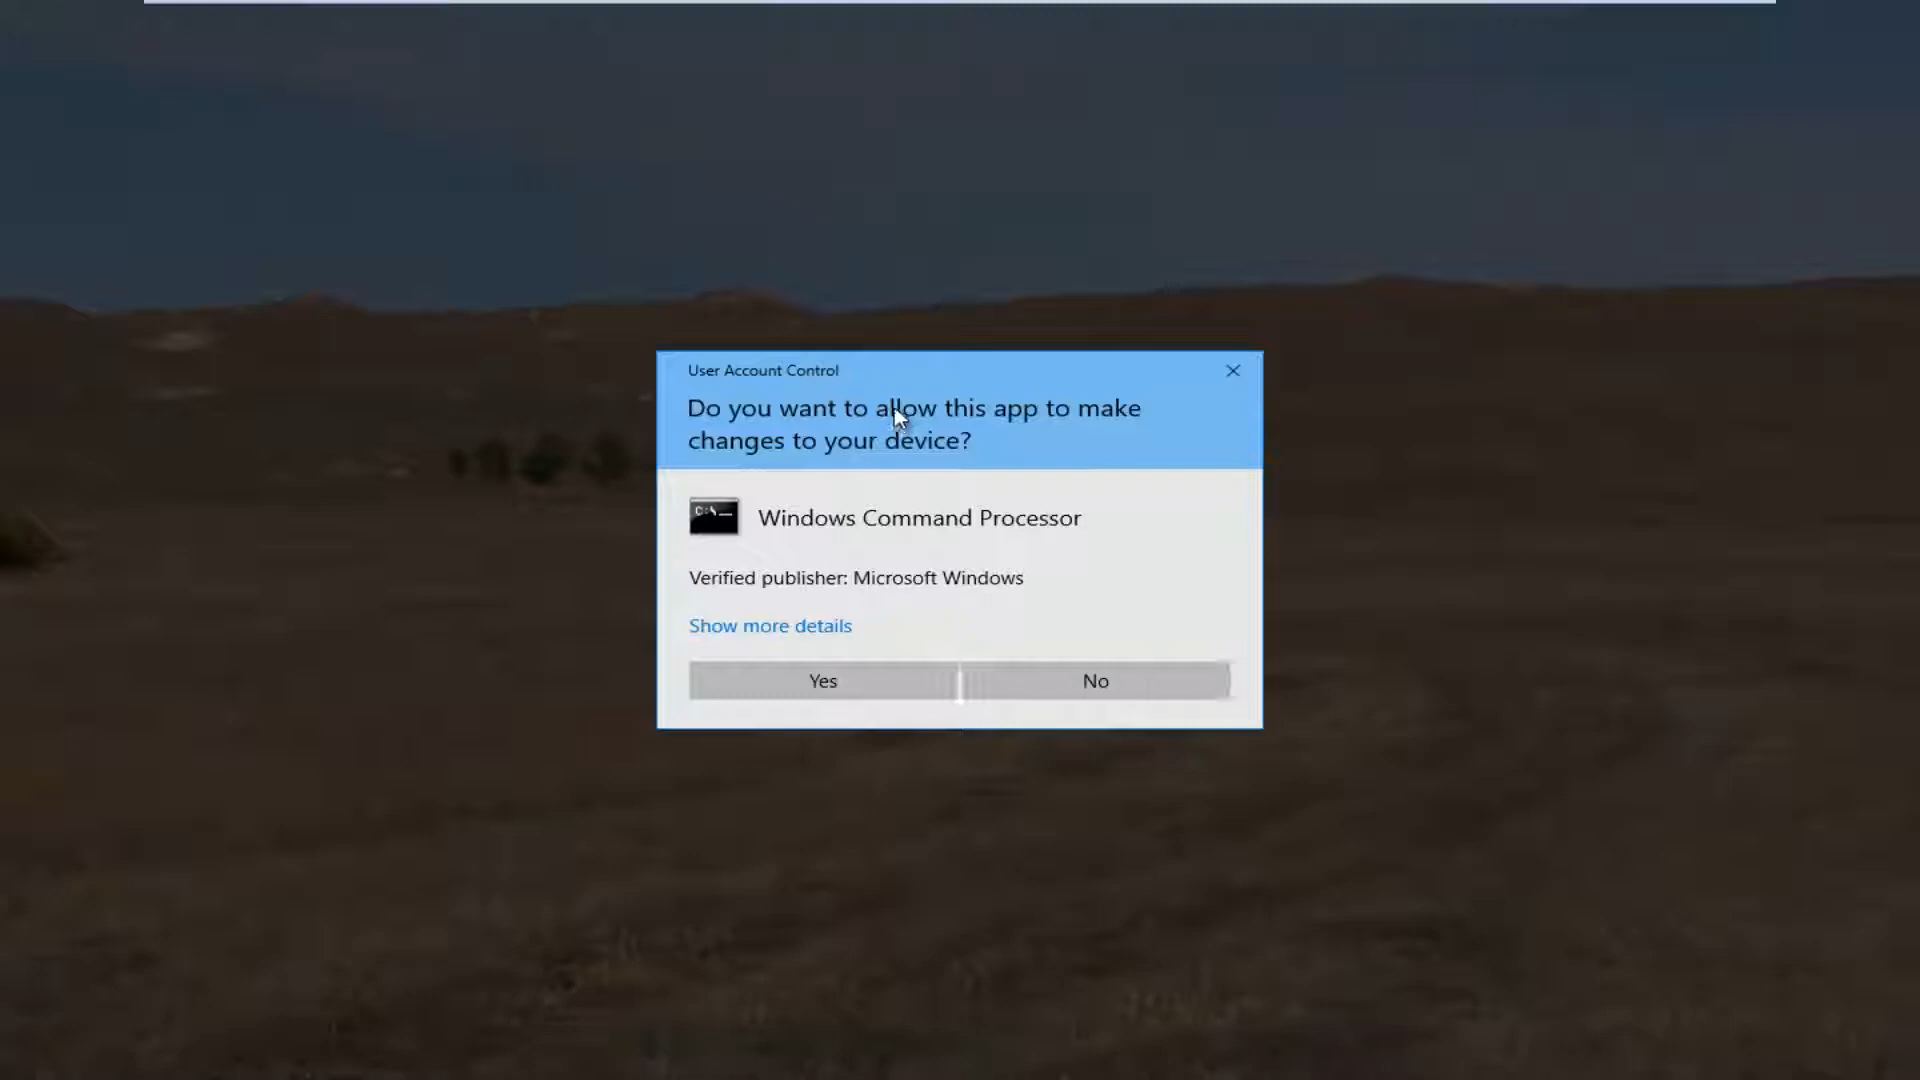 User Account Control
Do you want to allow this app to make
changes to your device?
C:\_
Windows Command Processor
Verified publisher: Microsoft Windows
Show more details
Yes
No